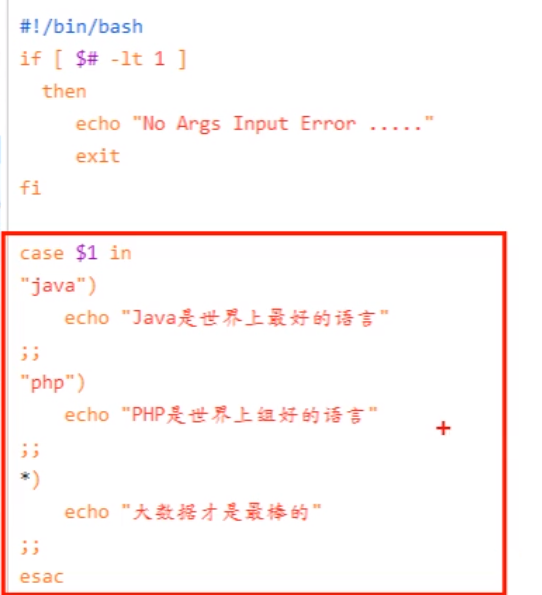 #!/bin/bash
if [ $# -lt 1 ]
  then
     echo "No Args Input Error ....."
     exit
fi
case $1 in
"java")
    echo "Java是世界上最好的语言"
;;
"php")
    echo "PHP是世界上组好的语言"
;;
*)
    echo "大数据才是最棒的"
;;
esac